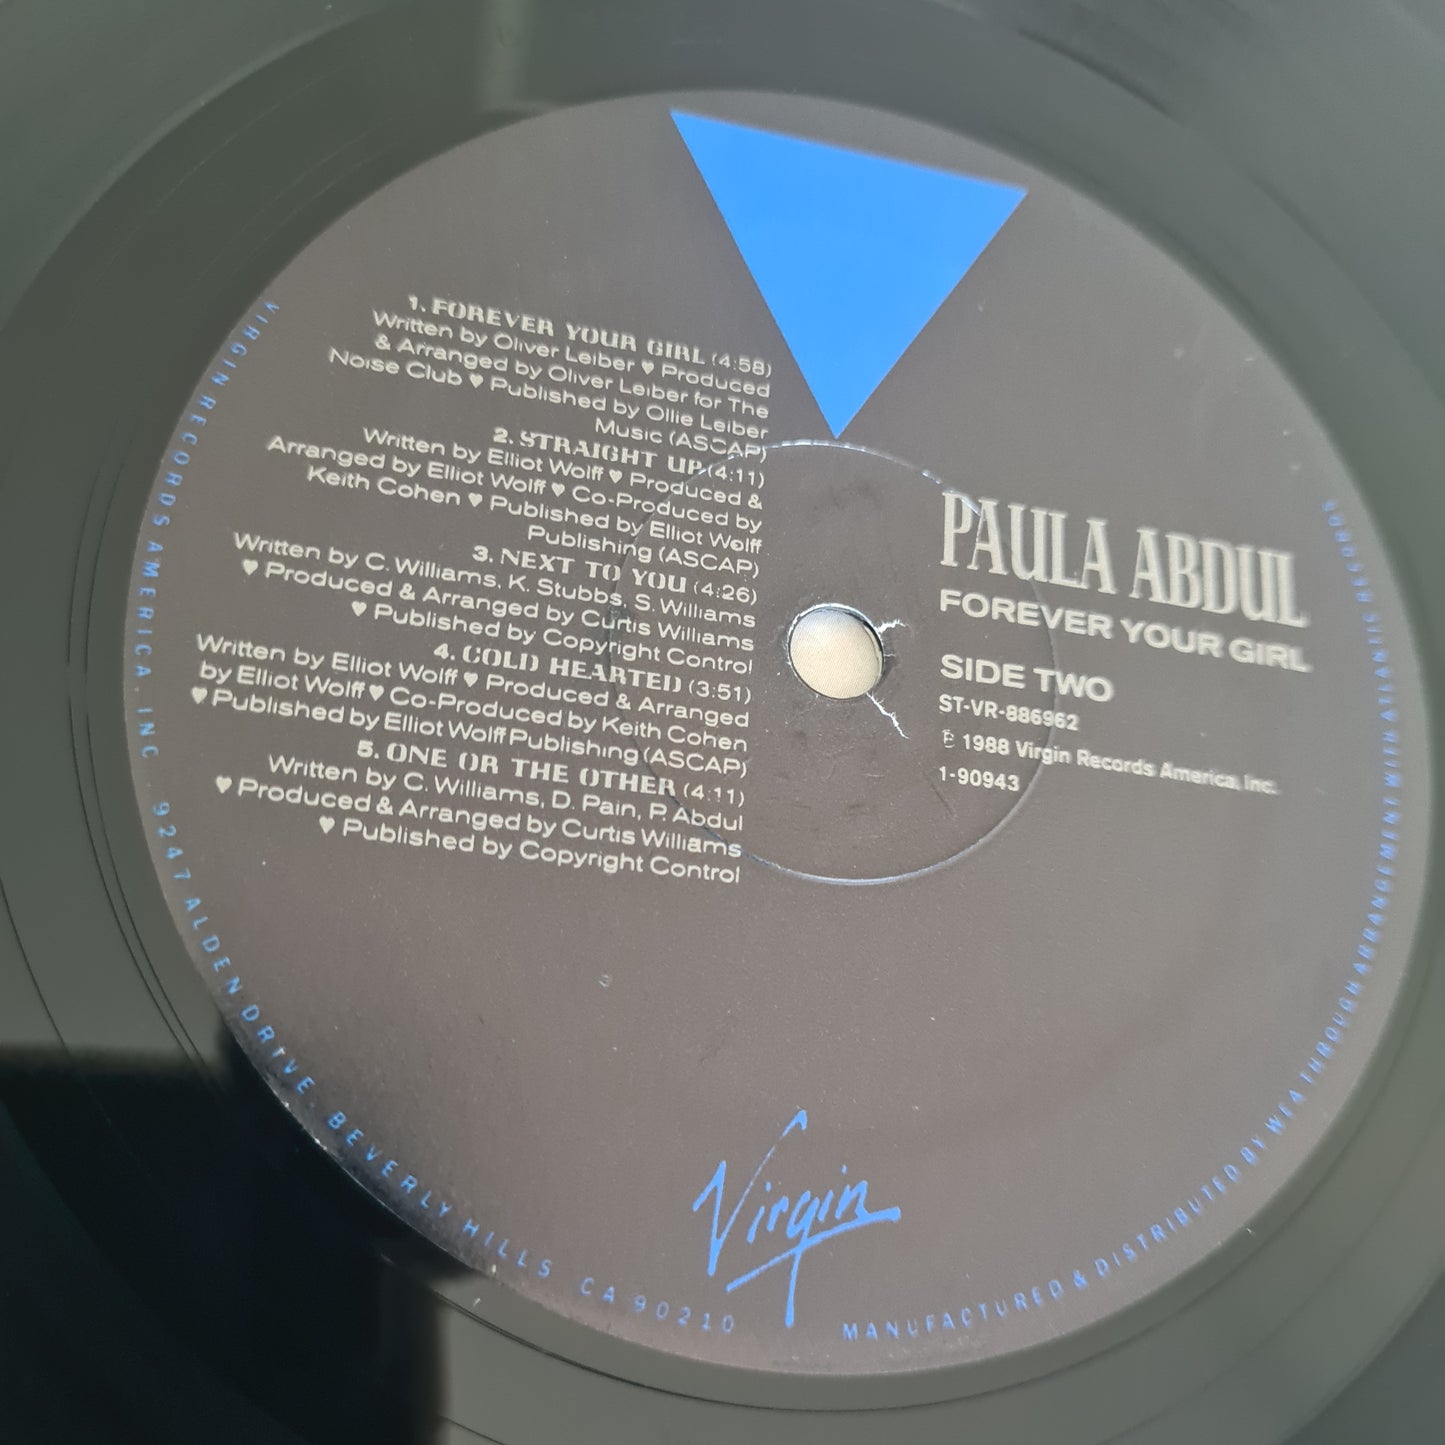 1. FOREVER YOUR GIRL (4:58)
Written by Oliver Leiber ♥ Produced
& Arranged by Oliver Leiber for The
Noise Club ♥ Published by Ollie Leiber
Music (ASCAP)
2. STRAIGHT UP (4:11)
Written by Elliot Wolff ♥ Produced &
Arranged by Elliot Wolff ♥ Co-Produced by
Keith Cohen ♥ Published by Elliot Wolff
Publishing (ASCAP)
3. NEXT TO YOU (4:26)
Written by C. Williams, K. Stubbs, S. Williams
♥ Produced & Arranged by Curtis Williams
♥ Published by Copyright Control
4. COLD HEARTED (3:51)
Written by Elliot Wolff ♥ Produced & Arranged
by Elliot Wolff ♥ Co-Produced by Keith Cohen
♥ Published by Elliot Wolff Publishing (ASCAP)
5. ONE OR THE OTHER (4:11)
Written by C. Williams, D. Pain, P. Abdul
♥ Produced & Arranged by Curtis Williams
♥ Published by Copyright Control
PAULA ABDUL
FOREVER YOUR GIRL
SIDE TWO
ST-VR-886962
℗ 1988 Virgin Records America, Inc.
1-90943
Virgin
VIRGIN RECORDS AMERICA, INC. 9247 ALDEN DRIVE, BEVERLY HILLS CA 90210
MANUFACTURED & DISTRIBUTED BY WEA THROUGH ARRANGEMENT WITH ATLANTIC RECORDS